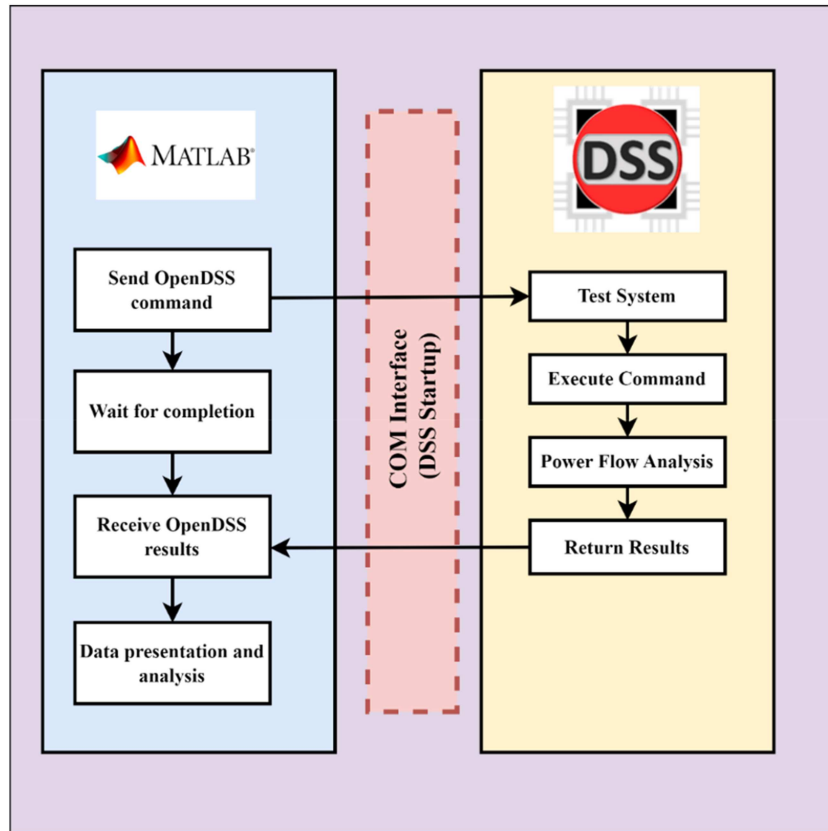 MATLAB®
Send OpenDSS
command
Wait for completion
Receive OpenDSS
results
Data presentation and
analysis
COM Interface
(DSS Startup)
DSS
Test System
Execute Command
Power Flow Analysis
Return Results